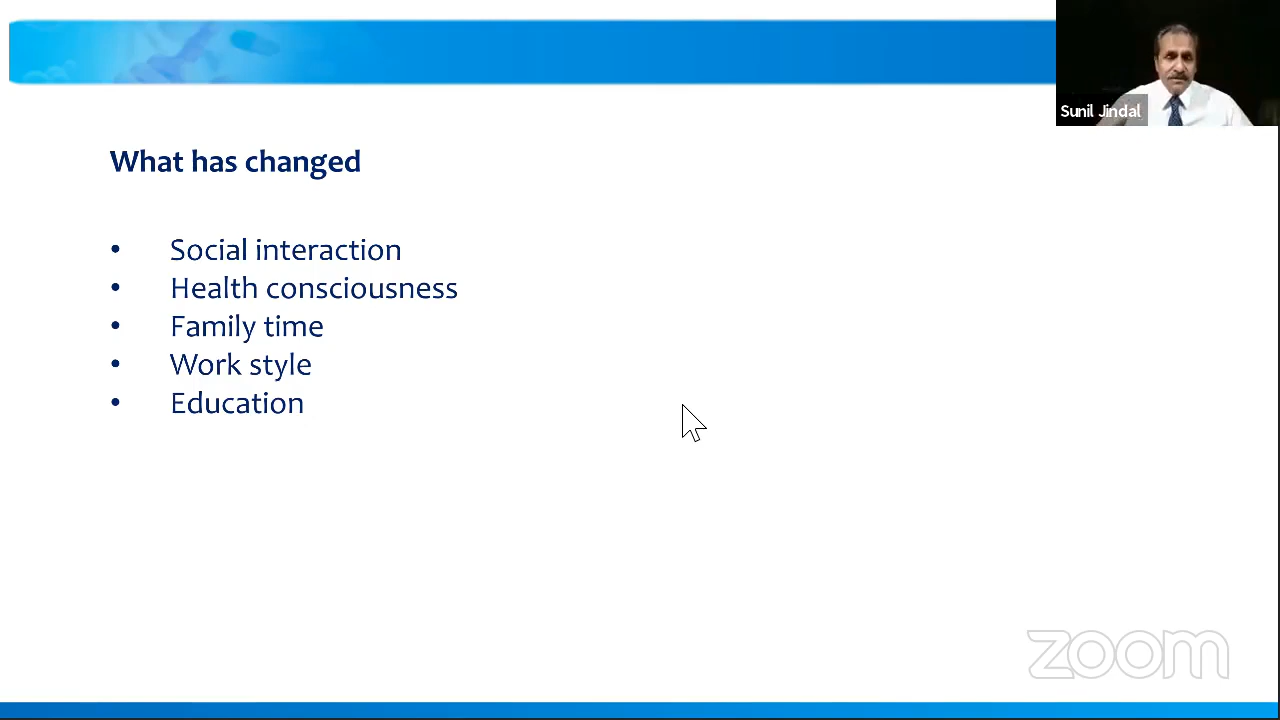 Sunil Jindal
What has changed
• Social interaction
• Health consciousness
• Family time
• Work style
• Education
zoom